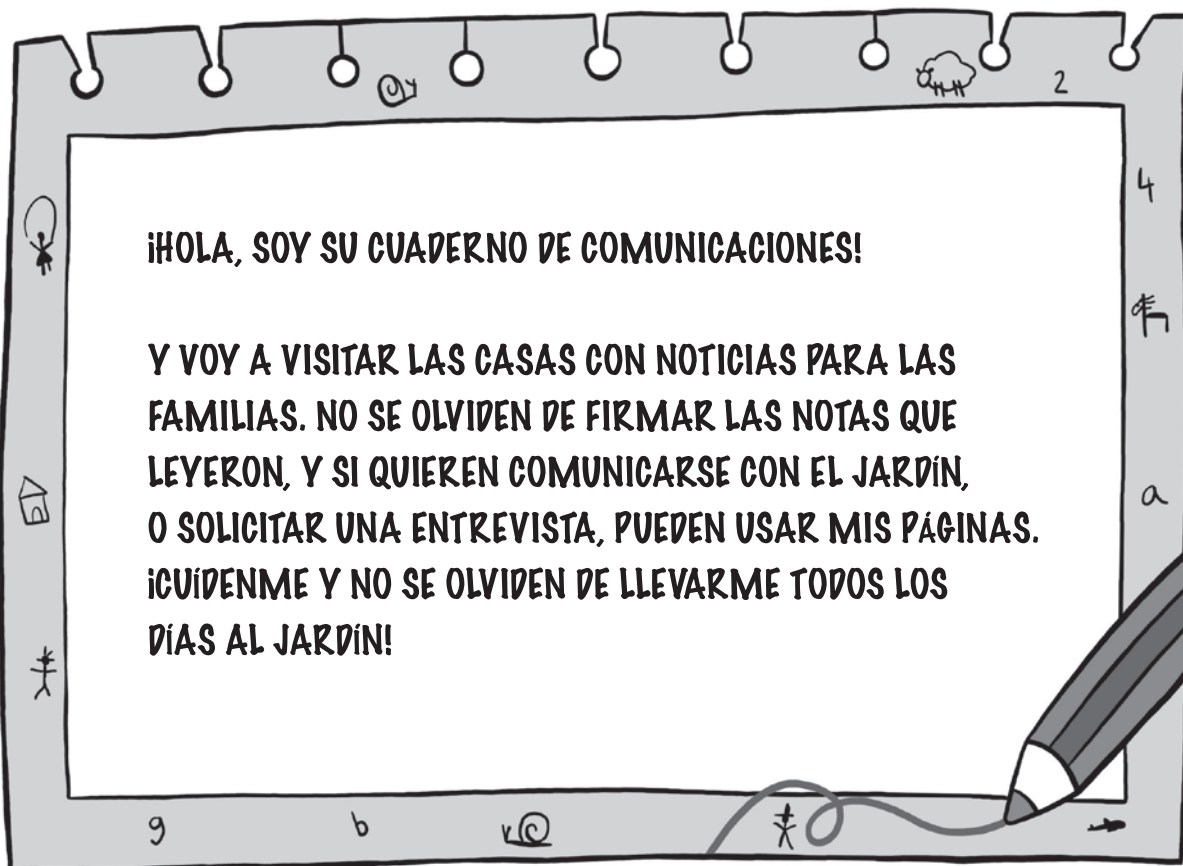 2
4
¡HOLA, SOY SU CUADERNO DE COMUNICACIONES!
Y VOY A VISITAR LAS CASAS CON NOTICIAS PARA LAS
FAMILIAS. NO SE OLVIDEN DE FIRMAR LAS NOTAS QUE
LEYERON, Y SI QUIEREN COMUNICARSE CON EL JARDÍN,
O SOLICITAR UNA ENTREVISTA, PUEDEN USAR MIS PÁGINAS.
¡CUÍDENME Y NO SE OLVIDEN DE LLEVARME TODOS LOS
DÍAS AL JARDÍN!
a
g b